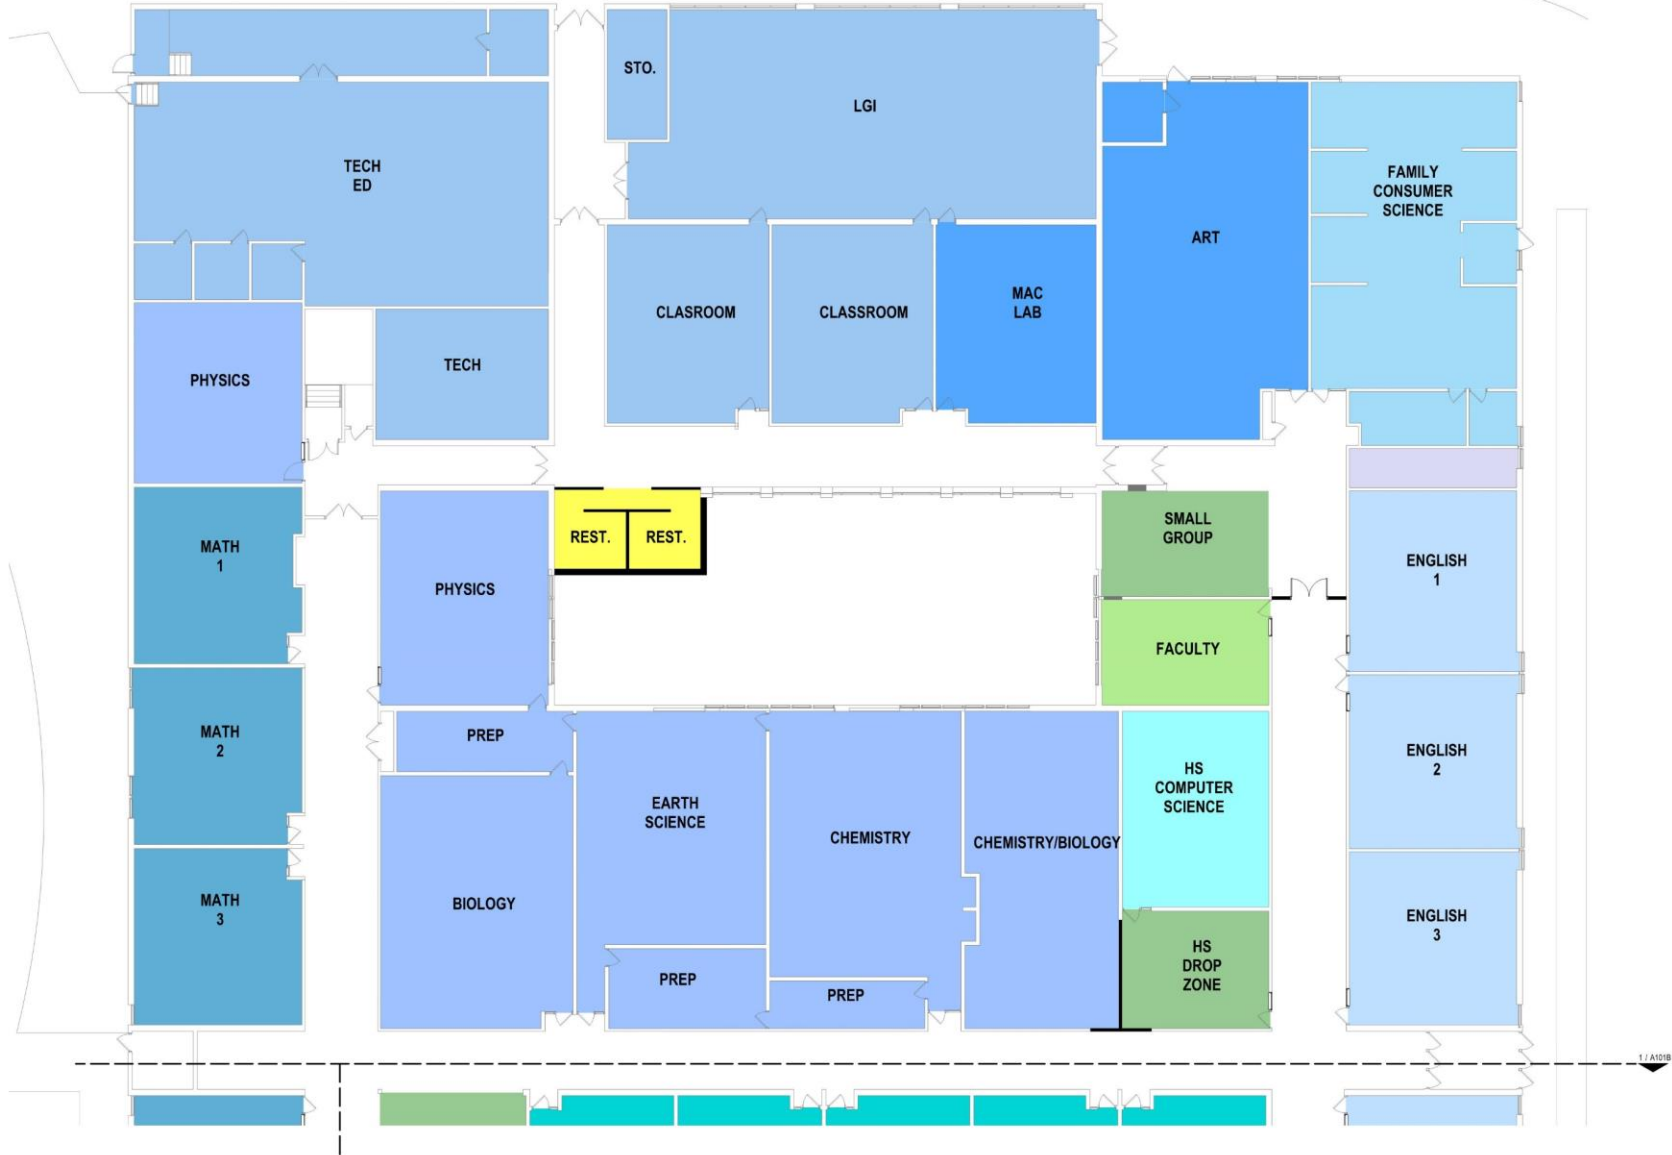 STO.
LGI
TECH
ED
FAMILY
CONSUMER
SCIENCE
ART
CLASROOM
CLASSROOM
MAC
LAB
TECH
PHYSICS
REST.
REST.
SMALL
GROUP
MATH
1
PHYSICS
ENGLISH
1
FACULTY
MATH
2
PREP
HS
COMPUTER
SCIENCE
ENGLISH
2
EARTH
SCIENCE
CHEMISTRY
CHEMISTRY/BIOLOGY
MATH
3
BIOLOGY
ENGLISH
3
HS
DROP
ZONE
PREP
PREP
1 / A101B